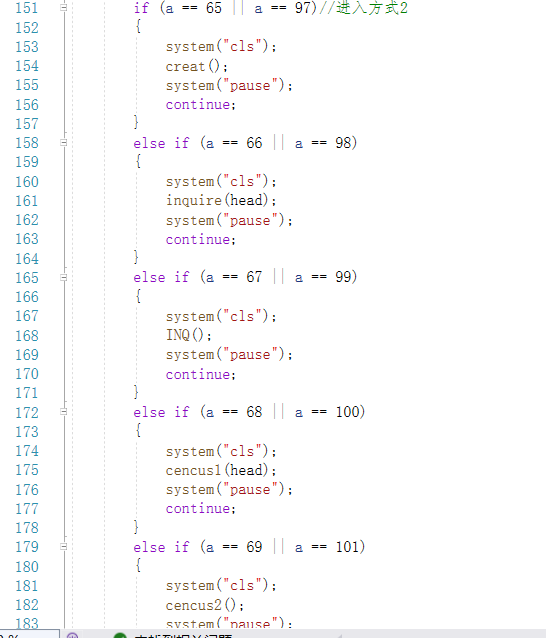 151 if (a == 65 || a == 97)//进入方式2
152 {
153 system("cls");
154 creat();
155 system("pause");
156 continue;
157 }
158 else if (a == 66 || a == 98)
159 {
160 system("cls");
161 inquire(head);
162 system("pause");
163 continue;
164 }
165 else if (a == 67 || a == 99)
166 {
167 system("cls");
168 INQ();
169 system("pause");
170 continue;
171 }
172 else if (a == 68 || a == 100)
173 {
174 system("cls");
175 cencus1(head);
176 system("pause");
177 continue;
178 }
179 else if (a == 69 || a == 101)
180 {
181 system("cls");
182 cencus2();
183 system("pause");